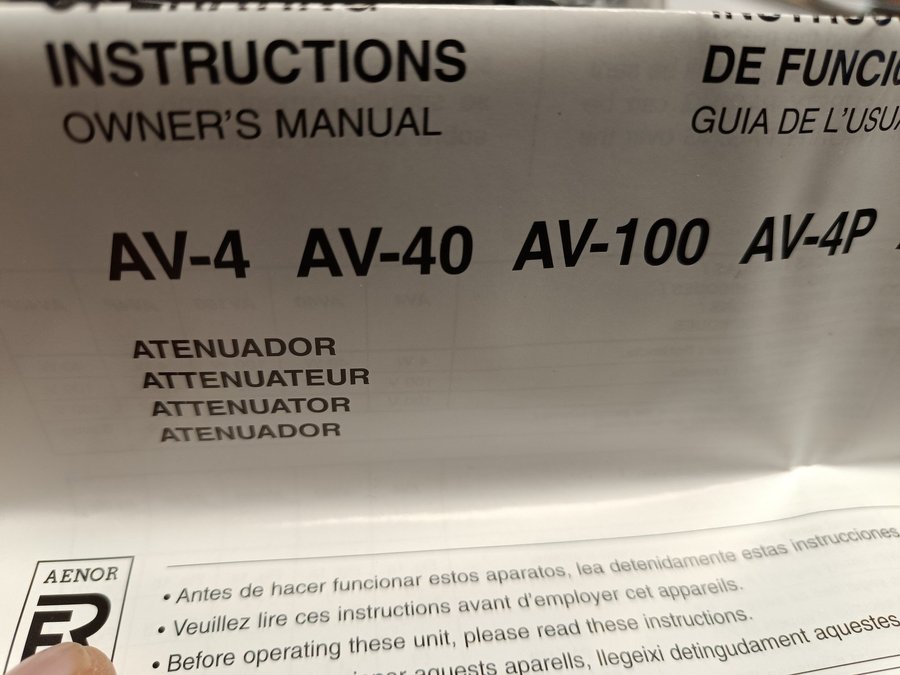 OPERATING
INSTRUCTIONS
OWNER'S MANUAL
DE
GUIA DE
AV-4 AV-40 AV-100 AV-4P
ATENUADOR
ATTENUATEUR
ATTENUATOR
ATENUADOR
AENOR
• Antes de hacer funcionar estos aparatos, lea detenidamente estas instrucciones.
• Veuillez lire ces instructions avant d'employer cet appareils.
• Before operating these unit, please read these instructions.
aquests aparells, llegeixi detingudament aquestes